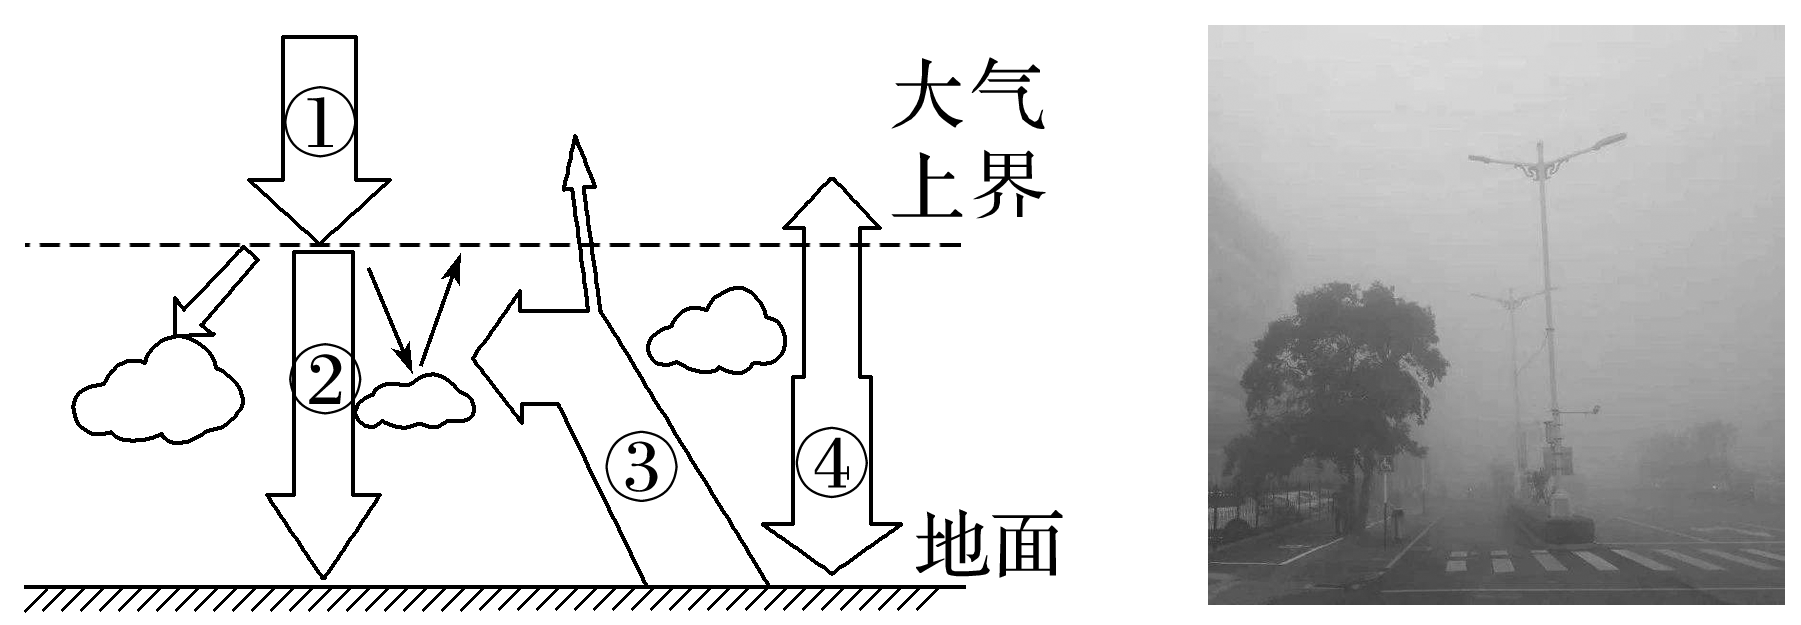 ①
大气
上界
②
③
④
地面